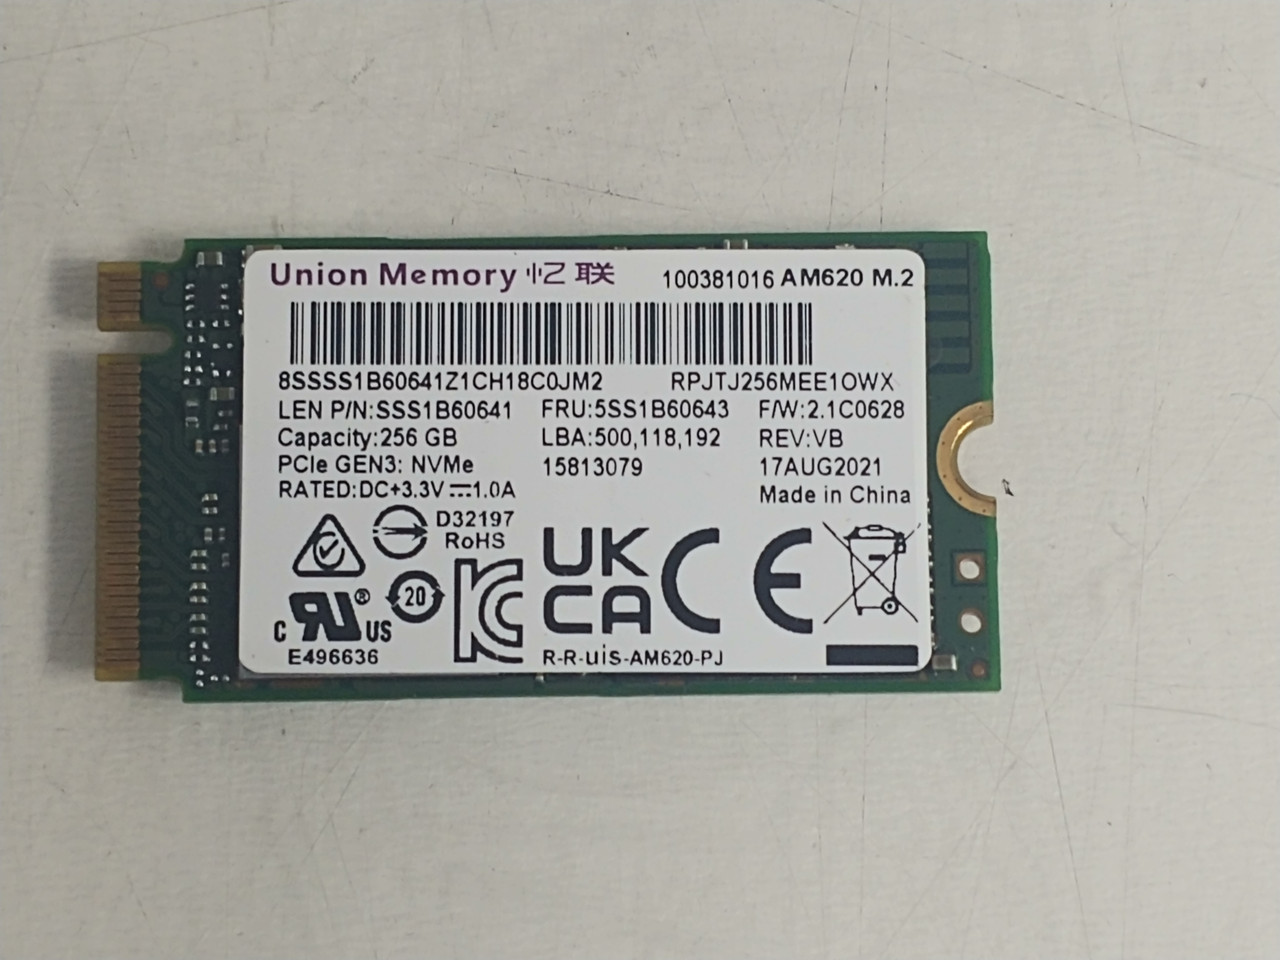 Union Memory 忆联 100381016 AM620 M.2
8SSSS1B60641Z1CH18C0JM2 RPJTJ256MEE1OWX
LEN P/N:SSS1B60641 FRU:5SS1B60643 F/W:2.1C0628
Capacity:256 GB LBA:500,118,192 REV:VB
PCIe GEN3: NVMe 15813079 17AUG2021
RATED:DC+3.3V⎓1.0A Made in China
D32197
RoHS
UK
CA
CE
20
KC
c RU® US
E496636
R-R-uis-AM620-PJ